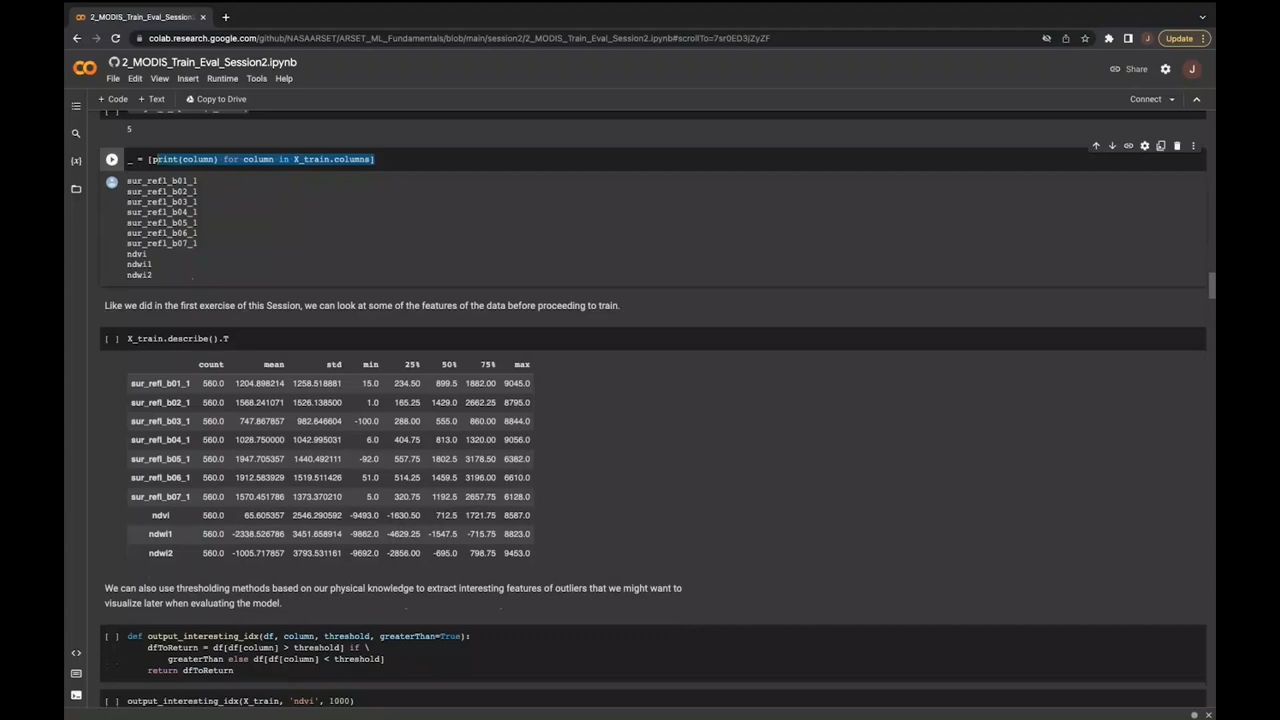 2_MODIS_Train_Eval_Session2.
colab.research.google.com/github/NASAARSET/ARSET_ML_Fundamentals/blob/main/session2/2_MODIS_Train_Eval_Session2.ipynb#scrollTo=7sr0ED3jZyZF
J
Update
2_MODIS_Train_Eval_Session2.ipynb
Share
J
File Edit View Insert Runtime Tools Help
+ Code + Text Copy to Drive
Connect
5
_ = [print(column) for column in X_train.columns]
sur_refl_b01_1
sur_refl_b02_1
sur_refl_b03_1
sur_refl_b04_1
sur_refl_b05_1
sur_refl_b06_1
sur_refl_b07_1
ndvi
ndwi1
ndwi2
Like we did in the first exercise of this Session, we can look at some of the features of the data before proceeding to train.
[ ] X_train.describe().T
count mean std min 25% 50% 75% max
sur_refl_b01_1 560.0 1204.898214 1258.518881 15.0 234.50 899.5 1882.00 9045.0
sur_refl_b02_1 560.0 1568.241071 1526.138500 1.0 165.25 1429.0 2662.25 8795.0
sur_refl_b03_1 560.0 747.867857 982.646604 -100.0 288.00 555.0 860.00 8844.0
sur_refl_b04_1 560.0 1028.750000 1042.995031 6.0 404.75 813.0 1320.00 9056.0
sur_refl_b05_1 560.0 1947.705357 1440.492111 -92.0 557.75 1802.5 3178.50 6382.0
sur_refl_b06_1 560.0 1912.583929 1519.511426 51.0 514.25 1459.5 3196.00 6610.0
sur_refl_b07_1 560.0 1570.451786 1373.370210 5.0 320.75 1192.5 2657.75 6128.0
ndvi 560.0 65.605357 2546.290592 -9493.0 -1630.50 712.5 1721.75 8587.0
ndwi1 560.0 -2338.526786 3451.658914 -9862.0 -4629.25 -1547.5 -715.75 8823.0
ndwi2 560.0 -1005.717857 3793.531161 -9692.0 -2856.00 -695.0 798.75 9453.0
We can also use thresholding methods based on our physical knowledge to extract interesting features of outliers that we might want to
visualize later when evaluating the model.
[ ] def output_interesting_idx(df, column, threshold, greaterThan=True):
dfToReturn = df[df[column] > threshold] if \
greaterThan else df[df[column] < threshold]
return dfToReturn
[ ] output_interesting_idx(X_train, 'ndvi', 1000)